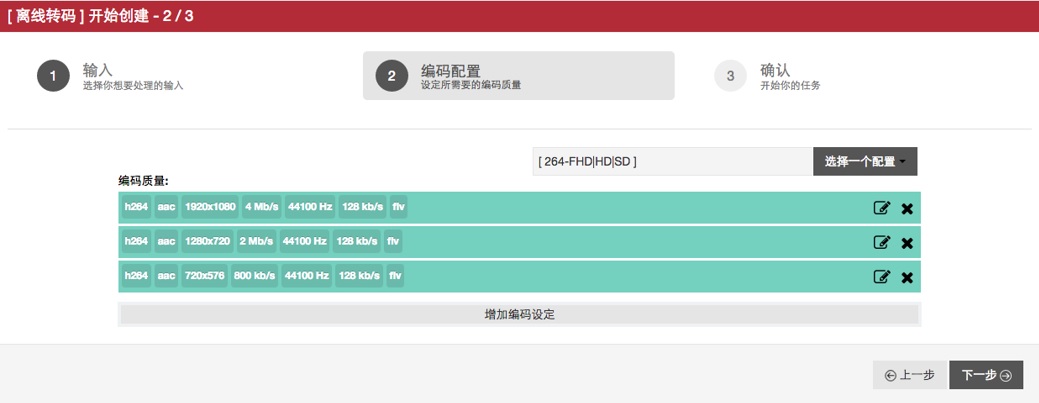 [ 离线转码 ] 开始创建 - 2 / 3
1 输入
选择你想要处理的输入
2 编码配置
设定所需要的编码质量
3 确认
开始你的任务
[ 264-FHD|HD|SD ] 选择一个配置
编码质量:
h264 aac 1920x1080 4 Mb/s 44100 Hz 128 kb/s flv
h264 aac 1280x720 2 Mb/s 44100 Hz 128 kb/s flv
h264 aac 720x576 800 kb/s 44100 Hz 128 kb/s flv
增加编码设定
上一步 下一步